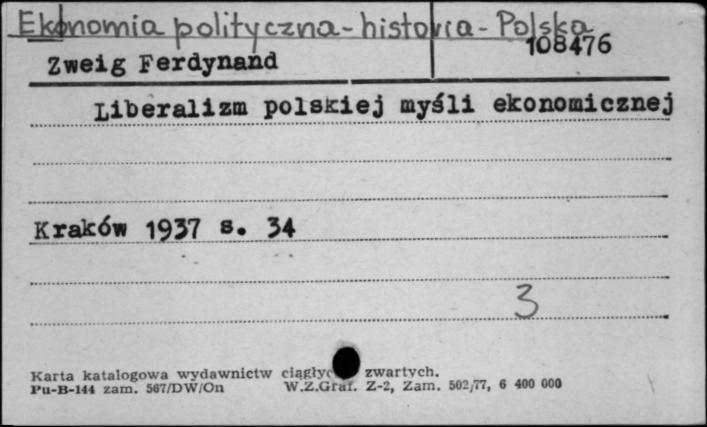 Ekonomia polityczna - historia - Polska
108476
Zweig Ferdynand
Liberalizm polskiej myśli ekonomicznej
Kraków 1937 s. 34
3
Karta katalogowa wydawnictw zwartych.
Pu-B-144 zam. 567/DW/On W.Z.Graf. Z-2, Zam. 502/77, 6 400 000